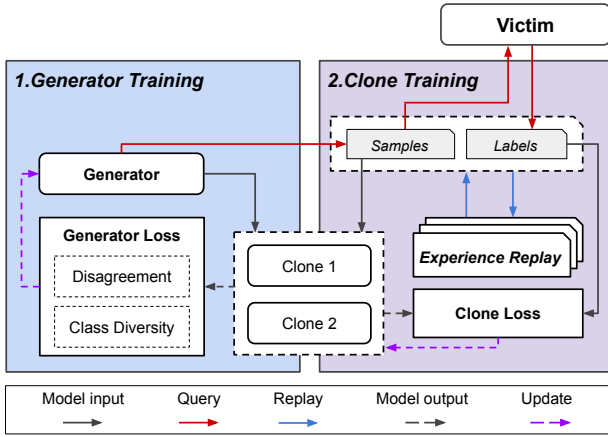 Victim
1.Generator Training
2.Clone Training
Samples
Labels
Generator
Generator Loss
Disagreement
Class Diversity
Clone 1
Clone 2
Experience Replay
Clone Loss
Model input
Query
Replay
Model output
Update